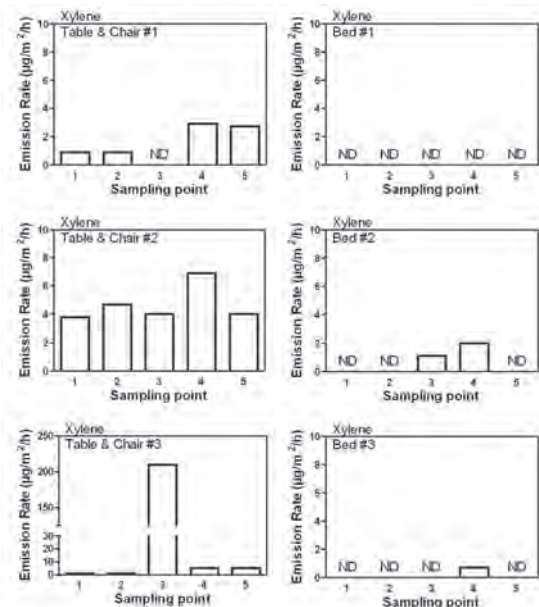 Xylene
Table & Chair #1
Emission Rate (µg/m²/h)
10
8
6
4
2
0
ND
1 2 3 4 5
Sampling point
Xylene
Bed #1
Emission Rate (µg/m²/h)
10
8
6
4
2
0
ND ND ND ND ND
1 2 3 4 5
Sampling point
Xylene
Table & Chair #2
Emission Rate (µg/m²/h)
10
8
6
4
2
0
1 2 3 4 5
Sampling point
Xylene
Bed #2
Emission Rate (µg/m²/h)
10
8
6
4
2
0
ND ND ND
1 2 3 4 5
Sampling point
Xylene
Table & Chair #3
Emission Rate (µg/m²/h)
250
200
150
30
20
10
0
1 2 3 4 5
Sampling point
Xylene
Bed #3
Emission Rate (µg/m²/h)
10
8
6
4
2
0
ND ND ND ND
1 2 3 4 5
Sampling point